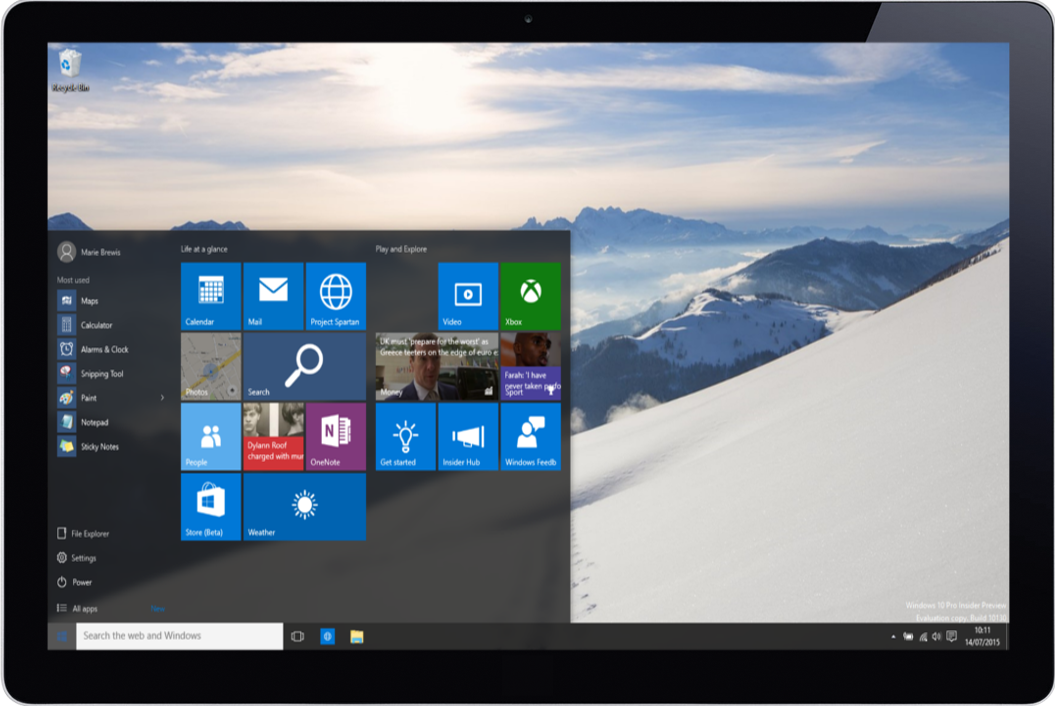 Recycle Bin
Marie Brewis
Most used
Maps
Calculator
Alarms & Clock
Snipping Tool
Paint
Notepad
Sticky Notes
File Explorer
Settings
Power
All apps
New
Life at a glance
Calendar
Mail
Project Spartan
Photos
Search
People
Dylann Roof
charged with mur
OneNote
Store (Beta)
Weather
Play and Explore
Video
Xbox
DK must 'prepare for the worst' as
Greece teeters on the edge of euro e
Money
Farah: 'I have
never taken perfo
Sport
Get started
Insider Hub
Windows Feedb
Windows 10 Pro Insider Preview
Evaluation copy. Build 10130
Search the web and Windows
10:11
14/07/2015